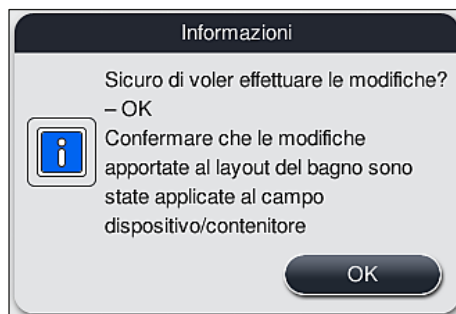 Informazioni
Sicuro di voler effettuare le modifiche?
– OK
Confermare che le modifiche
apportate al layout del bagno sono
state applicate al campo
dispositivo/contenitore
OK